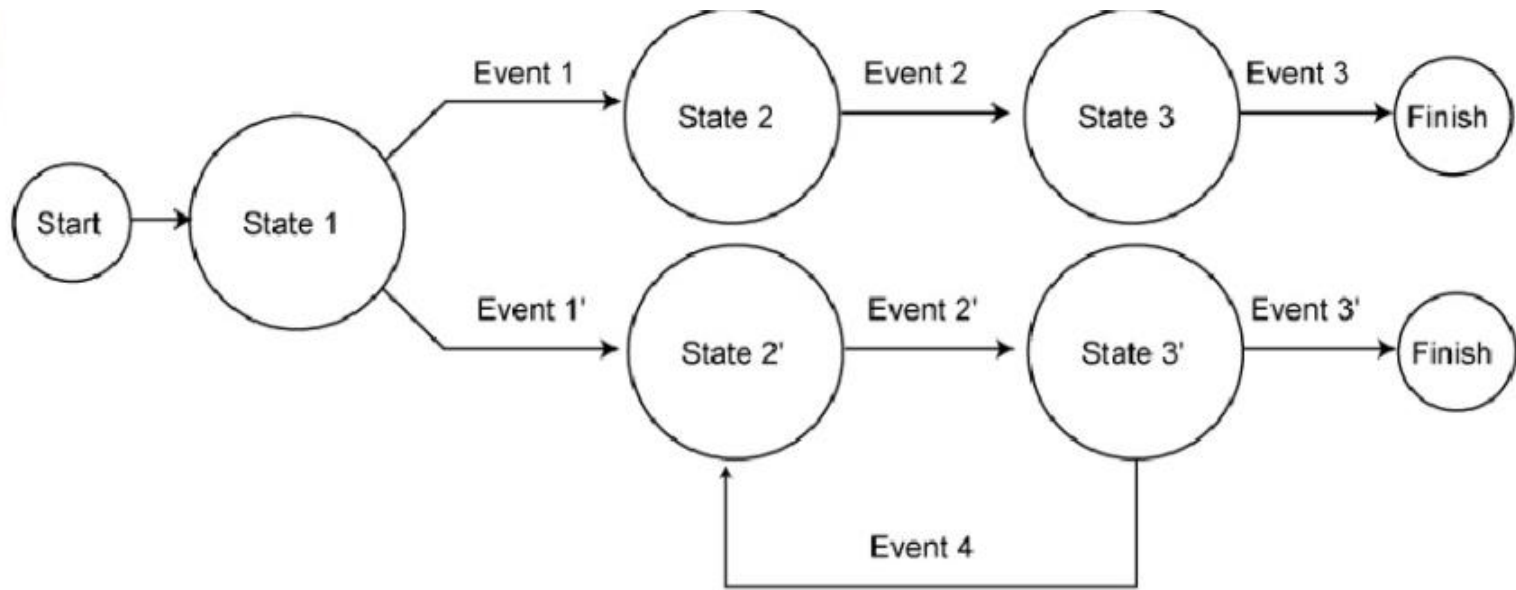 Event 1
Event 2
Event 3
State 2
State 3
Finish
Start
State 1
Event 1'
Event 2'
Event 3'
State 2'
State 3'
Finish
Event 4